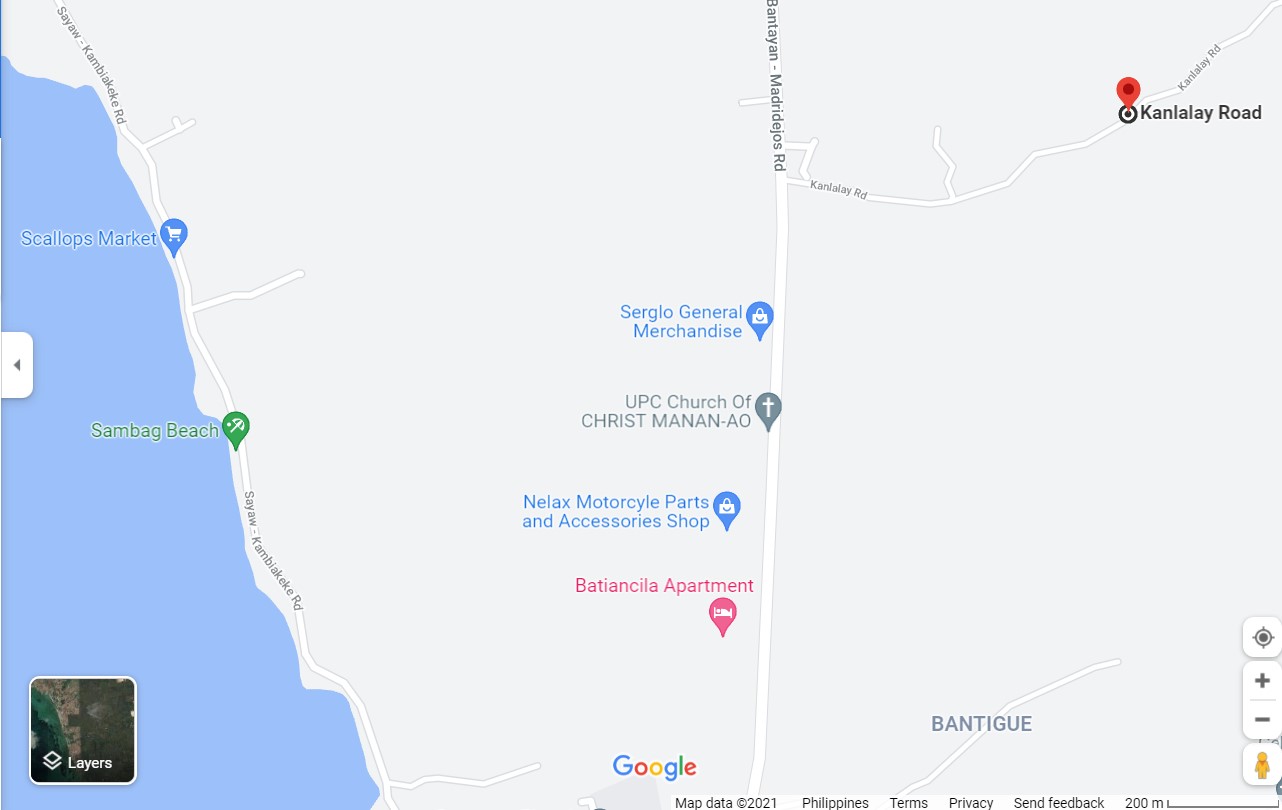 Sayaw - Kambiakeke Rd
Bantayan - Madridejos Rd
Kanlalay Rd
Kanlalay Road
Kanlalay Rd
Scallops Market
Serglo General
Merchandise
UPC Church Of
CHRIST MANAN-AO
Sambag Beach
Sayaw - Kambiakeke Rd
Nelax Motorcyle Parts
and Accessories Shop
Batiancila Apartment
BANTIGUE
Layers
Google
Map data ©2021 Philippines Terms Privacy Send feedback 200 m